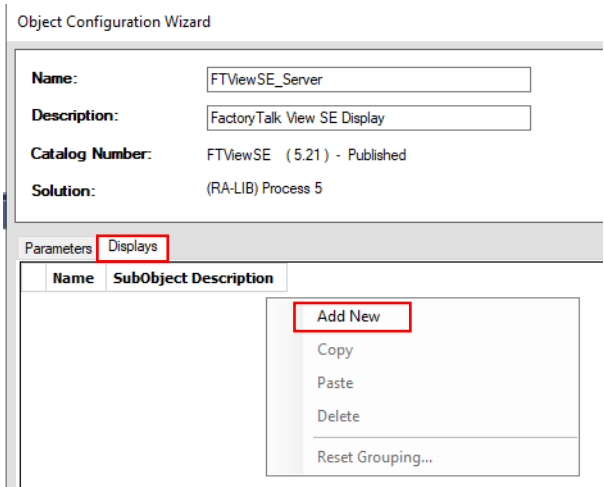 Object Configuration Wizard
Name: FTViewSE_Server
Description: FactoryTalk View SE Display
Catalog Number: FTViewSE ( 5.21 ) - Published
Solution: (RA-LIB) Process 5
Parameters Displays
Name SubObject Description
Add New
Copy
Paste
Delete
Reset Grouping...